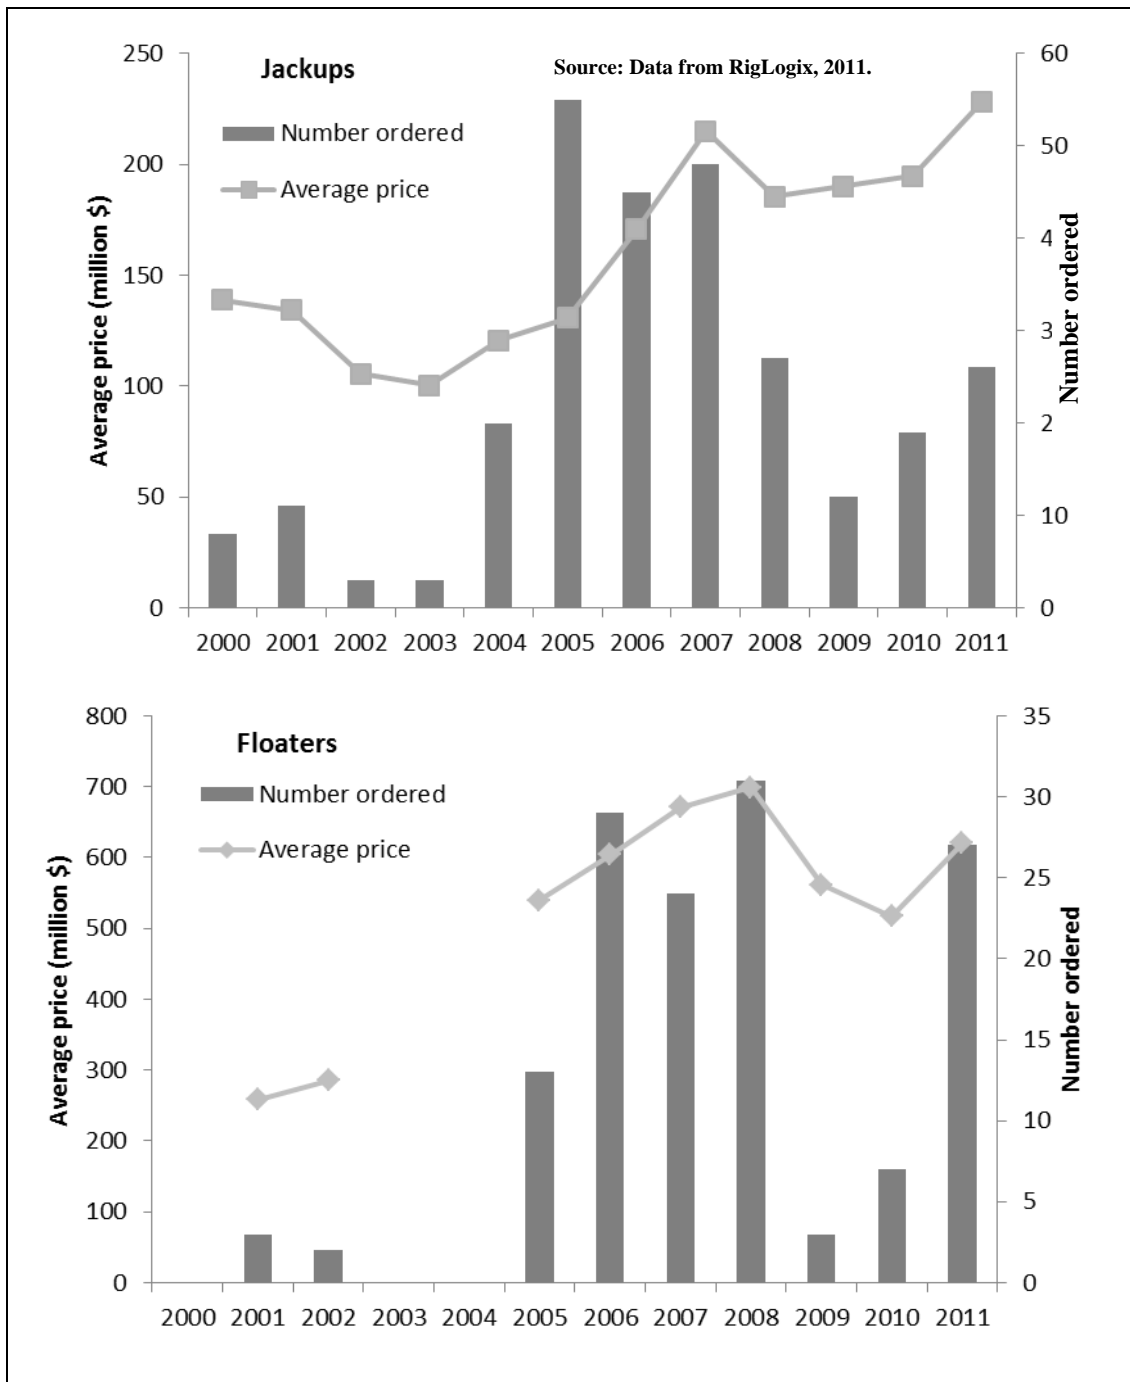 Jackups
Source: Data from RigLogix, 2011.
Number ordered
Average price
Average price (million $)
250
200
150
100
50
0
60
50
4
3
2
10
0
Number ordered
2000 2001 2002 2003 2004 2005 2006 2007 2008 2009 2010 2011
Floaters
Number ordered
Average price
Average price (million $)
800
700
600
500
400
300
200
100
0
35
30
25
20
15
10
5
0
Number ordered
2000 2001 2002 2003 2004 2005 2006 2007 2008 2009 2010 2011